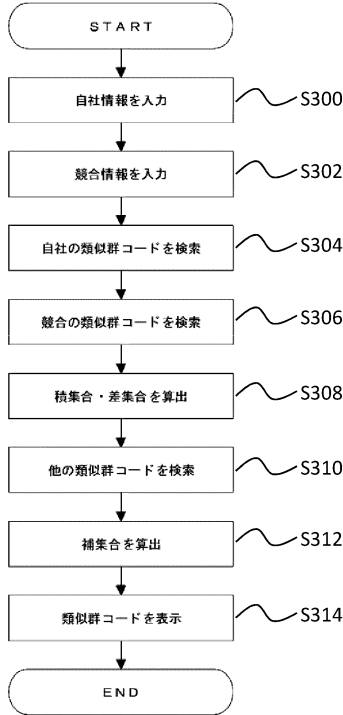 START
自社情報を入力
S300
競合情報を入力
S302
自社の類似群コードを検索
S304
競合の類似群コードを検索
S306
積集合・差集合を算出
S308
他の類似群コードを検索
S310
補集合を算出
S312
類似群コードを表示
S314
END